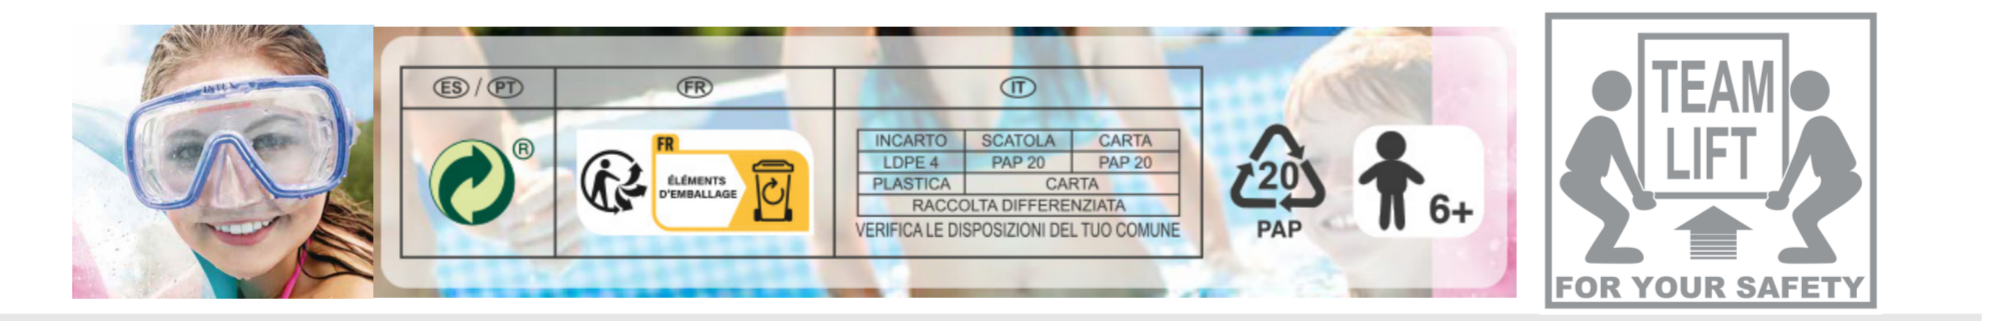 INTEX
ES / PT
FR
IT
®
FR
ÉLÉMENTS
D'EMBALLAGE
INCARTO SCATOLA CARTA
LDPE 4 PAP 20 PAP 20
PLASTICA CARTA
RACCOLTA DIFFERENZIATA
VERIFICA LE DISPOSIZIONI DEL TUO COMUNE
20
PAP
6+
TEAM
LIFT
FOR YOUR SAFETY